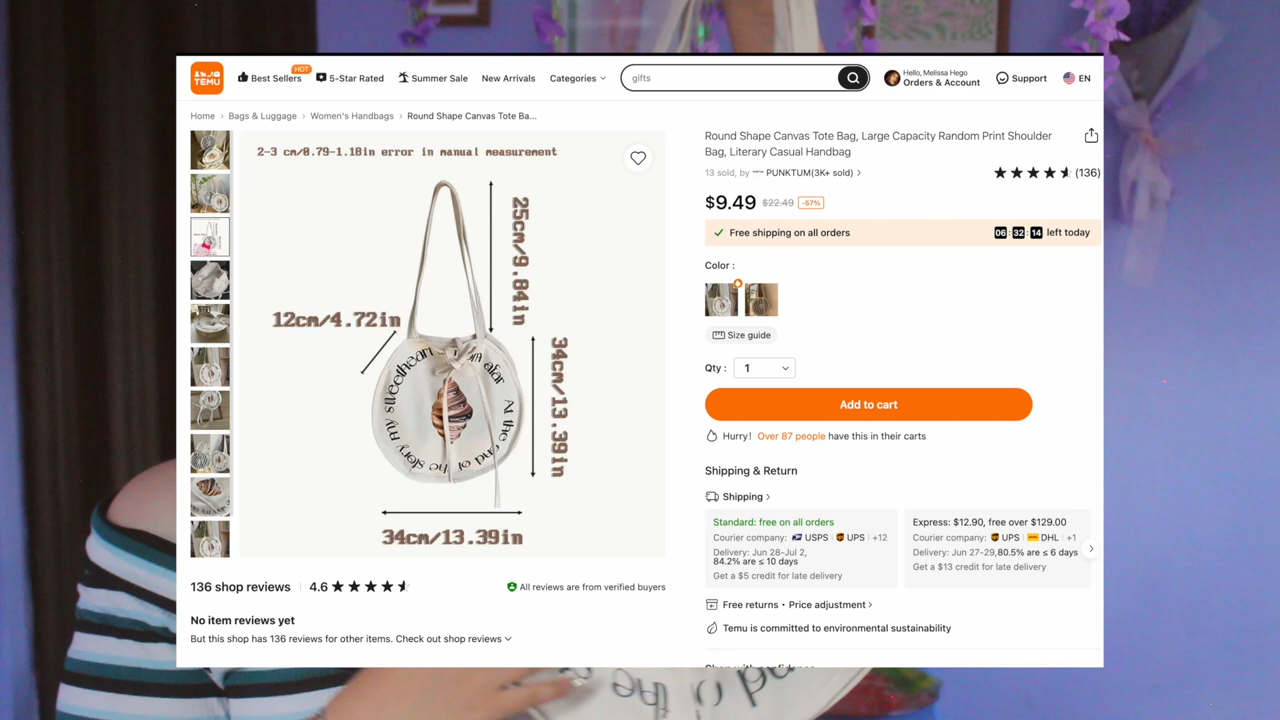 TEMU
Best Sellers
HOT
5-Star Rated
Summer Sale
New Arrivals
Categories
gifts
Hello, Melissa Hego
Orders & Account
Support
EN
Home › Bags & Luggage › Women's Handbags › Round Shape Canvas Tote Ba...
2-3 cm/0.79-1.18in error in manual measurement
25cm/9.84in
12cm/4.72in
34cm/13.39in
34cm/13.39in
At the end of the story my sweetheart
om afar
Round Shape Canvas Tote Bag, Large Capacity Random Print Shoulder
Bag, Literary Casual Handbag
13 sold, by PUNKTUM(3K+ sold) ›
(136)
$9.49 $22.49 -57%
Free shipping on all orders
06:32:14 left today
Color :
Size guide
Qty : 1
Add to cart
Hurry! Over 87 people have this in their carts
Shipping & Return
Shipping ›
Standard: free on all orders
Courier company: USPS | UPS | +12
Delivery: Jun 28-Jul 2,
84.2% are ≤ 10 days
Get a $5 credit for late delivery
Express: $12.90, free over $129.00
Courier company: UPS | DHL | +1
Delivery: Jun 27-29,80.5% are ≤ 6 days
Get a $13 credit for late delivery
Free returns • Price adjustment ›
Temu is committed to environmental sustainability
136 shop reviews
4.6
All reviews are from verified buyers
No item reviews yet
But this shop has 136 reviews for other items. Check out shop reviews